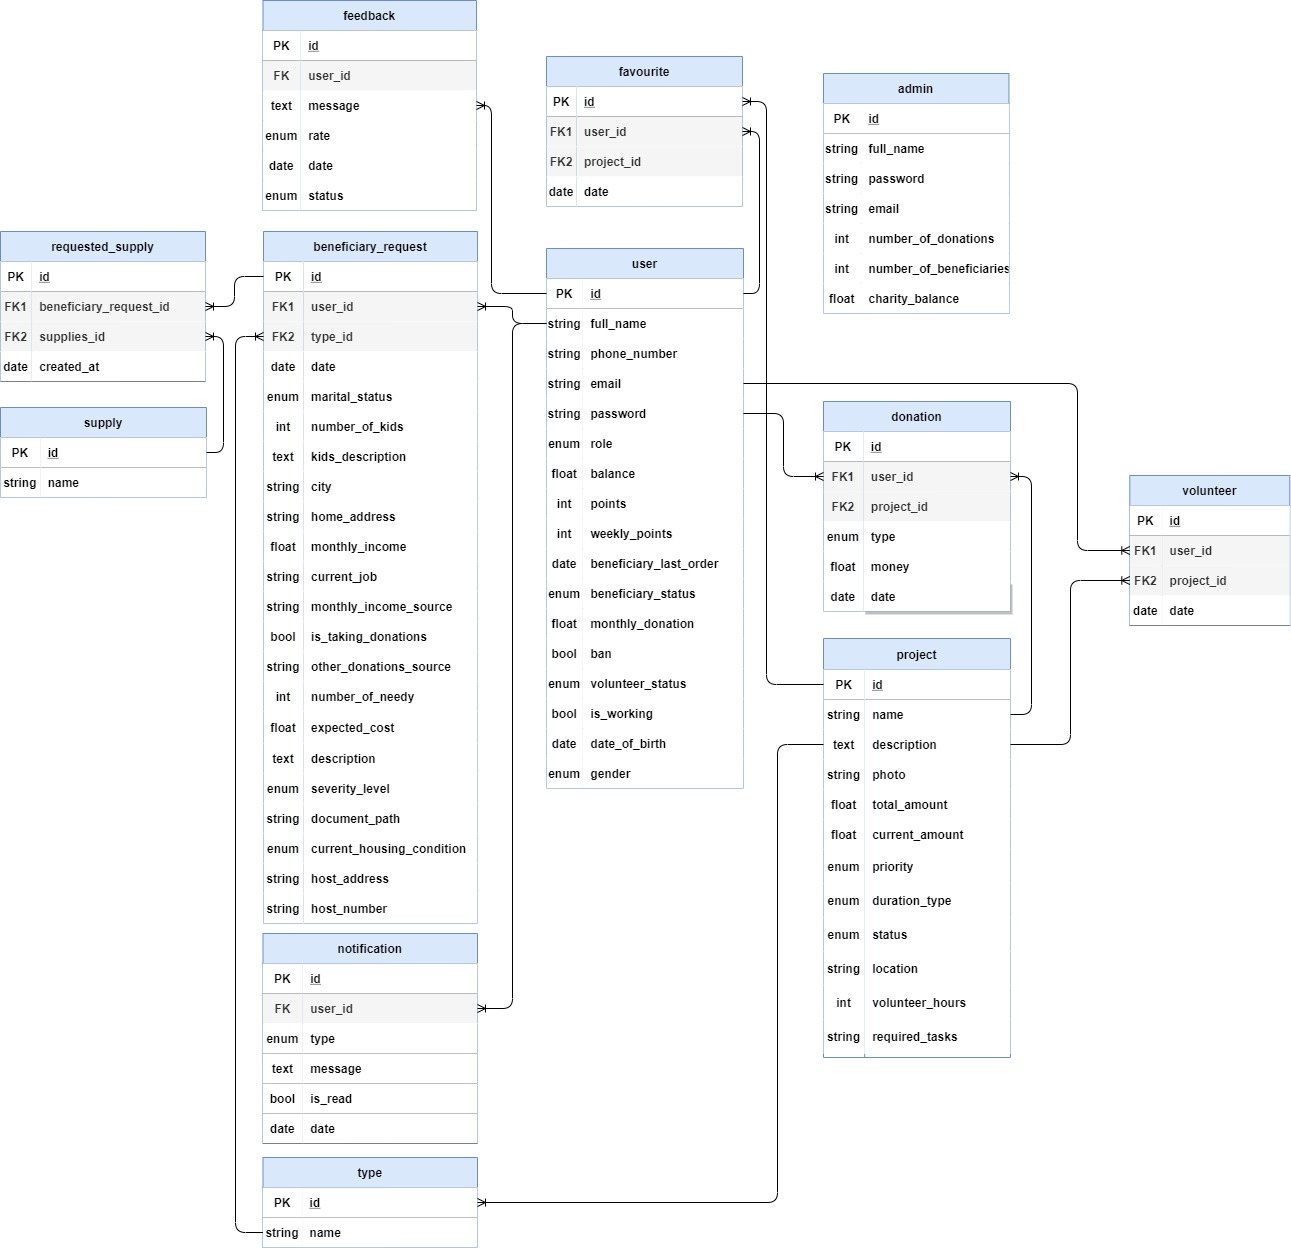 feedback
PK id
FK user_id
text message
enum rate
date date
enum status
favourite
PK id
FK1 user_id
FK2 project_id
date date
admin
PK id
string full_name
string password
string email
int number_of_donations
int number_of_beneficiaries
float charity_balance
requested_supply
PK id
FK1 beneficiary_request_id
FK2 supplies_id
date created_at
supply
PK id
string name
beneficiary_request
PK id
FK1 user_id
FK2 type_id
date date
enum marital_status
int number_of_kids
text kids_description
string city
string home_address
float monthly_income
string current_job
string monthly_income_source
bool is_taking_donations
string other_donations_source
int number_of_needy
float expected_cost
text description
enum severity_level
string document_path
enum current_housing_condition
string host_address
string host_number
user
PK id
string full_name
string phone_number
string email
string password
enum role
float balance
int points
int weekly_points
date beneficiary_last_order
enum beneficiary_status
float monthly_donation
bool ban
enum volunteer_status
bool is_working
date date_of_birth
enum gender
donation
PK id
FK1 user_id
FK2 project_id
enum type
float money
date date
volunteer
PK id
FK1 user_id
FK2 project_id
date date
project
PK id
string name
text description
string photo
float total_amount
float current_amount
enum priority
enum duration_type
enum status
string location
int volunteer_hours
string required_tasks
notification
PK id
FK user_id
enum type
text message
bool is_read
date date
type
PK id
string name